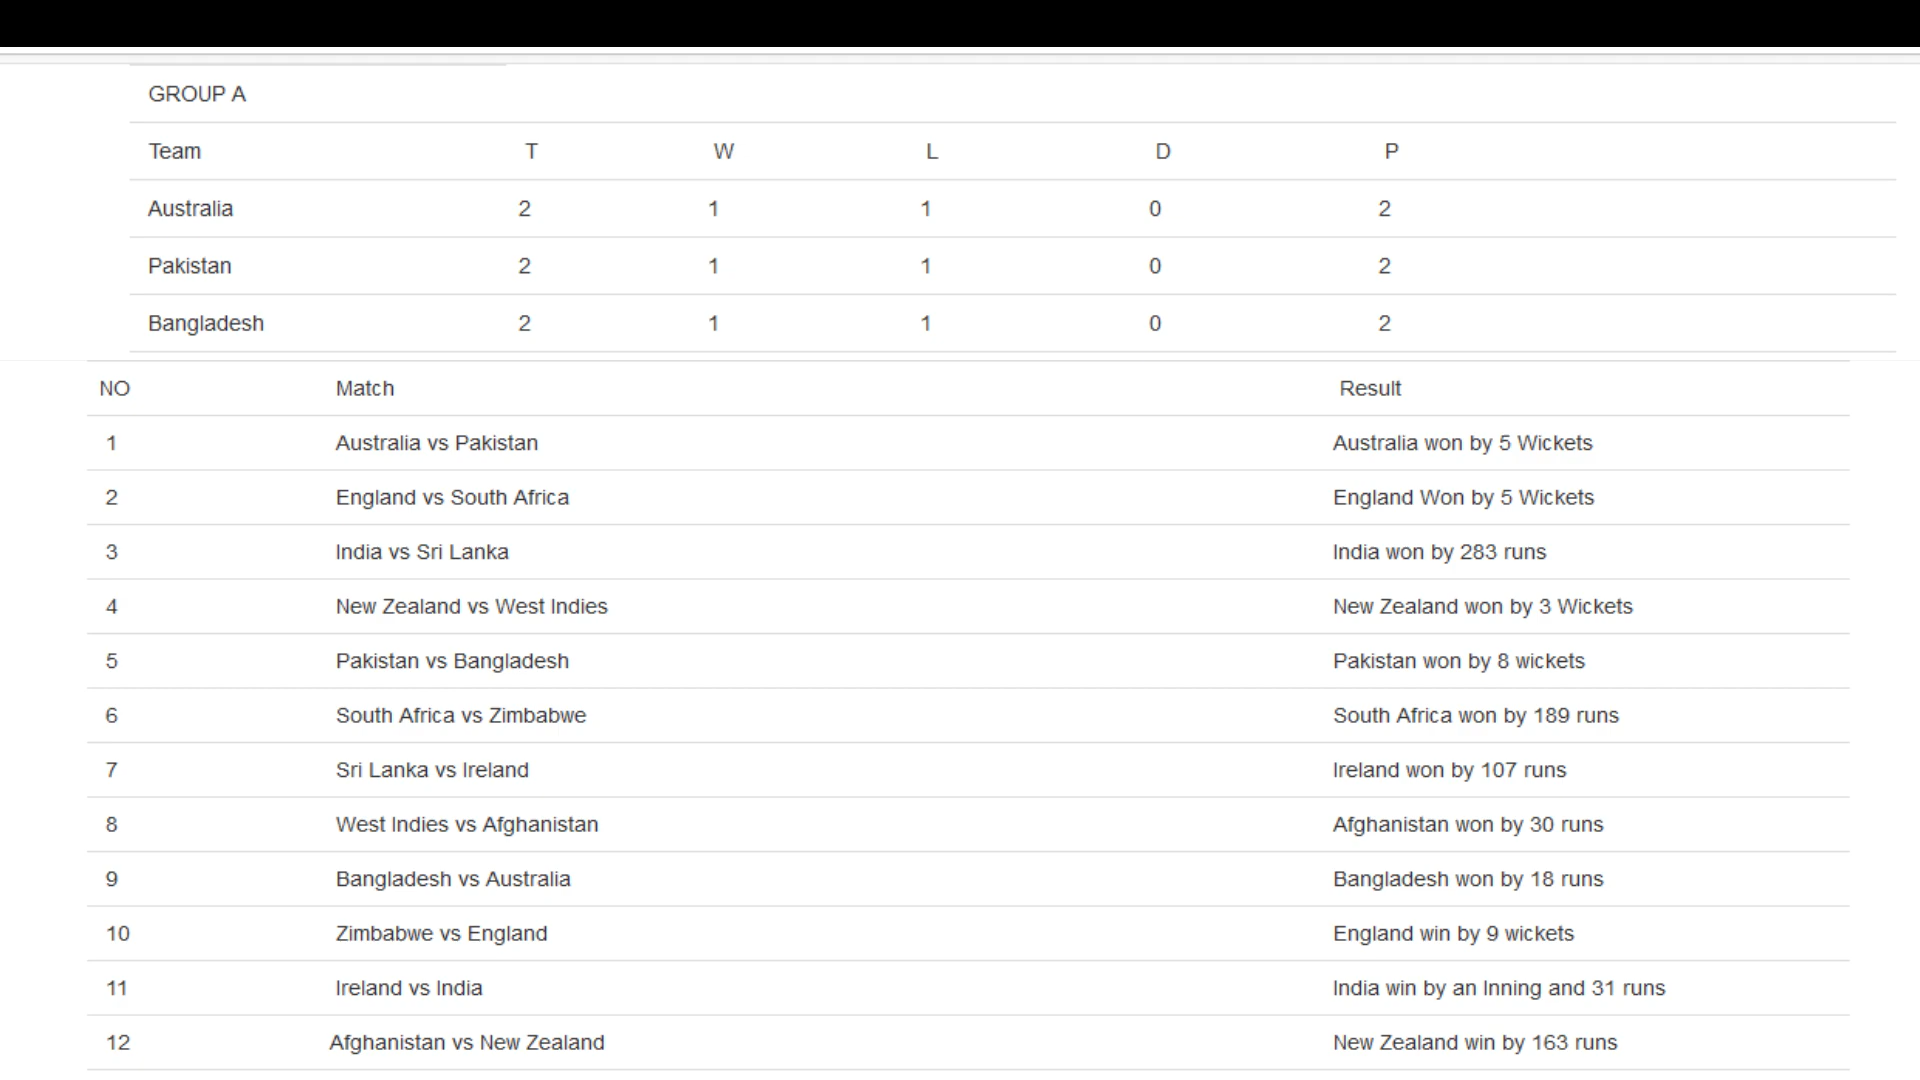 GROUP A
Team T W L D P
Australia 2 1 1 0 2
Pakistan 2 1 1 0 2
Bangladesh 2 1 1 0 2
NO Match Result
1 Australia vs Pakistan Australia won by 5 Wickets
2 England vs South Africa England Won by 5 Wickets
3 India vs Sri Lanka India won by 283 runs
4 New Zealand vs West Indies New Zealand won by 3 Wickets
5 Pakistan vs Bangladesh Pakistan won by 8 wickets
6 South Africa vs Zimbabwe South Africa won by 189 runs
7 Sri Lanka vs Ireland Ireland won by 107 runs
8 West Indies vs Afghanistan Afghanistan won by 30 runs
9 Bangladesh vs Australia Bangladesh won by 18 runs
10 Zimbabwe vs England England win by 9 wickets
11 Ireland vs India India win by an Inning and 31 runs
12 Afghanistan vs New Zealand New Zealand win by 163 runs